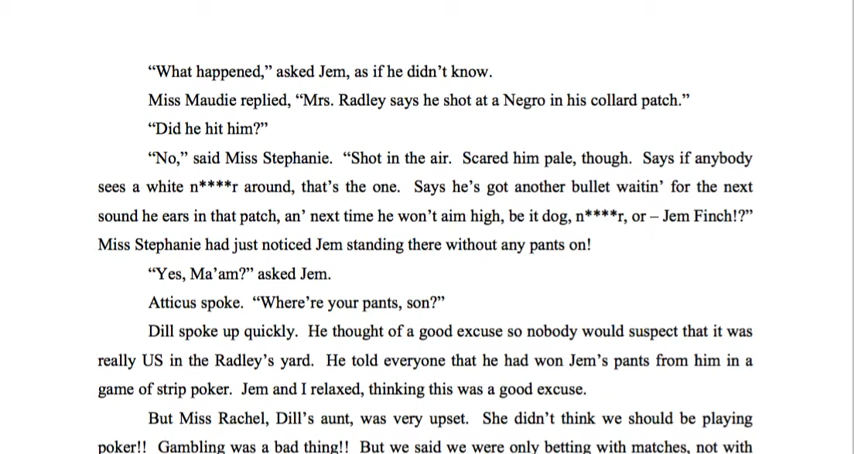 “What happened,” asked Jem, as if he didn’t know.
Miss Maudie replied, “Mrs. Radley says he shot at a Negro in his collard patch.”
“Did he hit him?”
“No,” said Miss Stephanie.  “Shot in the air.  Scared him pale, though.  Says if anybody
sees a white n****r around, that’s the one.  Says he’s got another bullet waitin’ for the next
sound he ears in that patch, an’ next time he won’t aim high, be it dog, n****r, or – Jem Finch!?”
Miss Stephanie had just noticed Jem standing there without any pants on!
“Yes, Ma’am?” asked Jem.
Atticus spoke.  “Where’re your pants, son?”
Dill spoke up quickly.  He thought of a good excuse so nobody would suspect that it was
really US in the Radley’s yard.  He told everyone that he had won Jem’s pants from him in a
game of strip poker.  Jem and I relaxed, thinking this was a good excuse.
But Miss Rachel, Dill’s aunt, was very upset.  She didn’t think we should be playing
poker!!  Gambling was a bad thing!!  But we said we were only betting with matches, not with